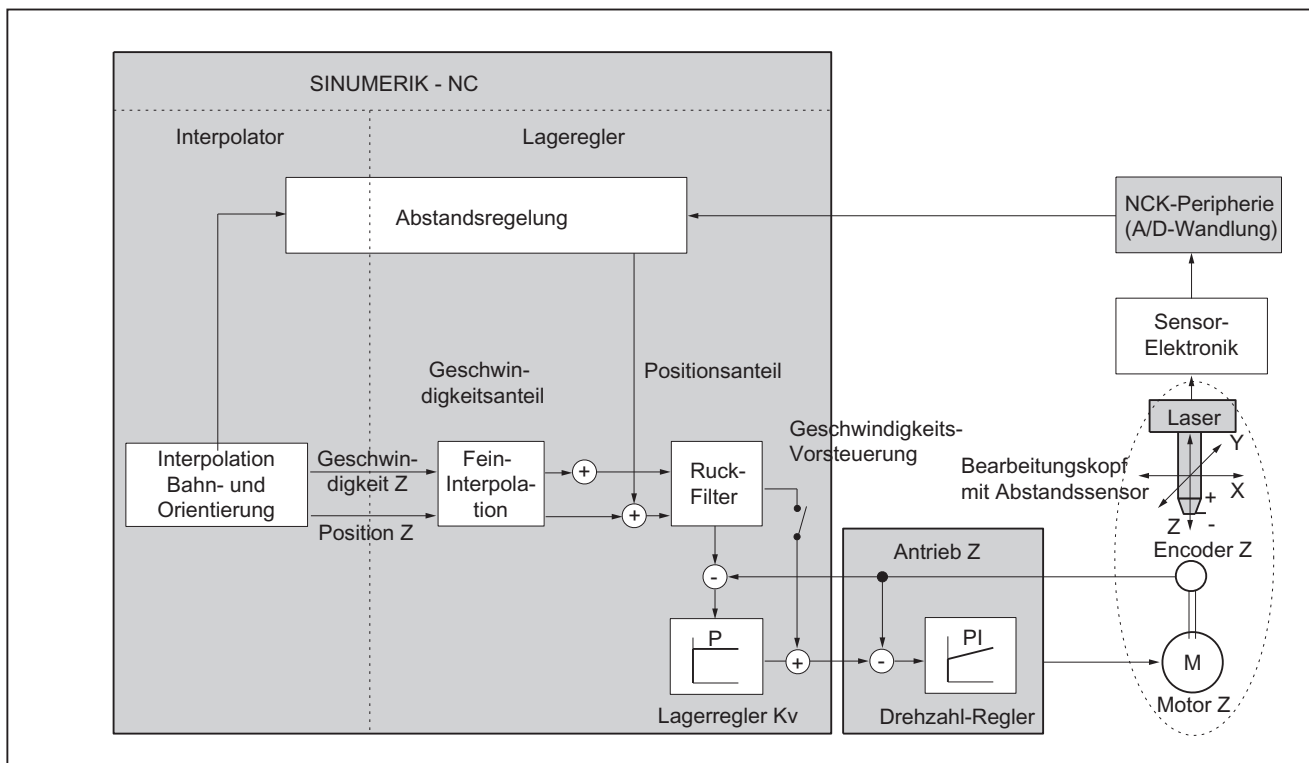 SINUMERIK - NC
Interpolator
Lageregler
Abstandsregelung
NCK-Peripherie
(A/D-Wandlung)
Sensor-
Elektronik
Geschwin-
digkeitsanteil
Positionsanteil
Laser
Geschwindigkeits-
Vorsteuerung
Bearbeitungskopf
mit Abstandssensor
Y
X
+
Z
-
Interpolation
Bahn- und
Orientierung
Geschwin-
digkeit Z
Position Z
Fein-
Interpola-
tion
+
+
Ruck-
Filter
Antrieb Z
Encoder Z
-
P
+
-
PI
M
Lagerregler Kv
Drehzahl-Regler
Motor Z